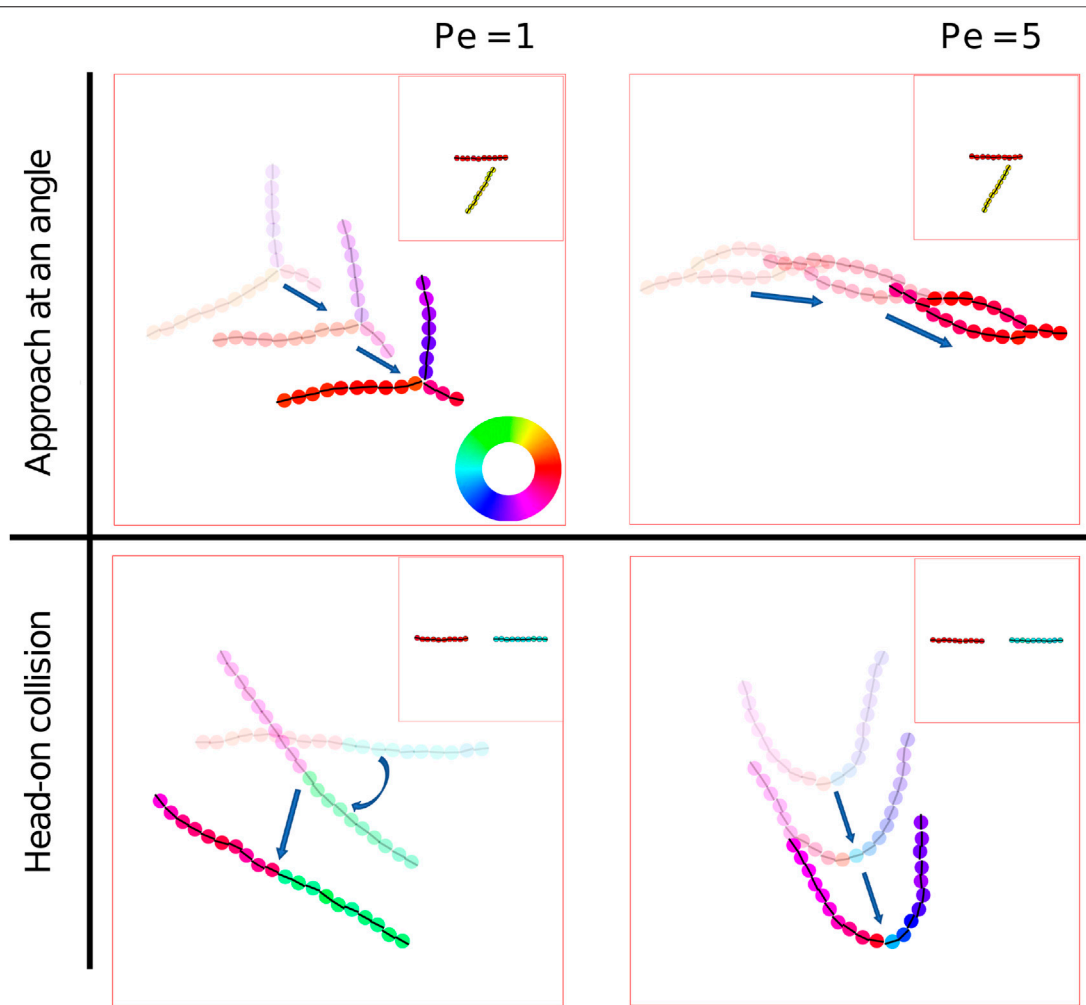 Pe = 1
Pe = 5
Approach at an angle
Head-on collision